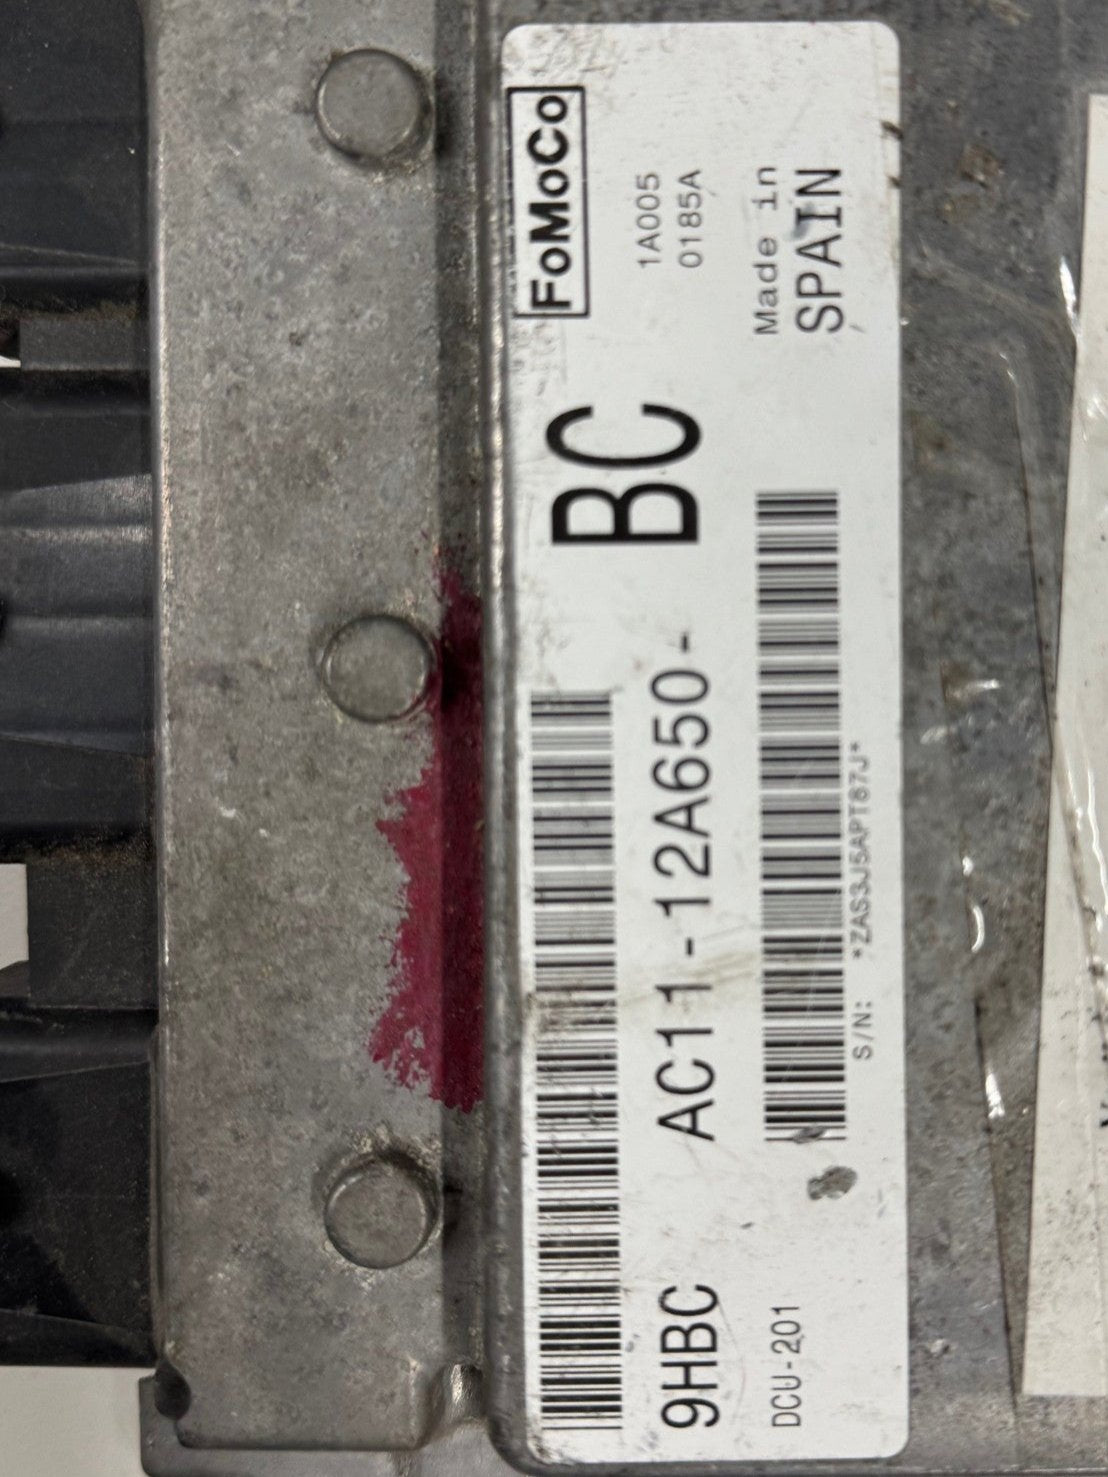 FoMoCo
1A005
0185A
Made in
SPAIN
9HBC
AC11-12A650-
BC
DCU-201
S/N: *ZAS3J5APT87J*